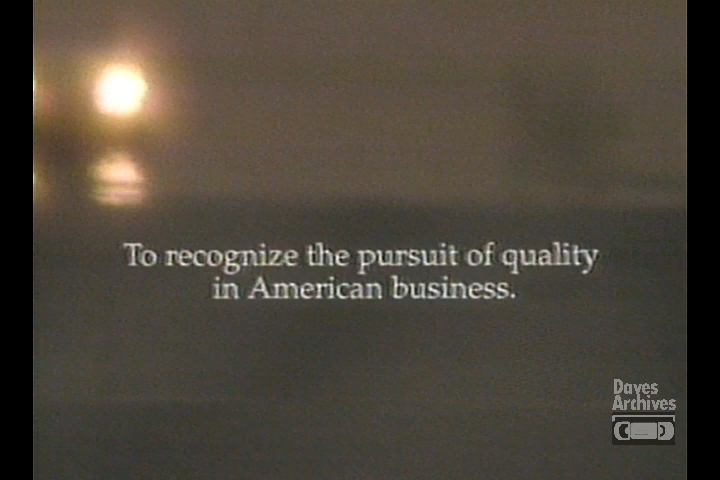 To recognize the pursuit of quality
in American business.
Daves
Archives